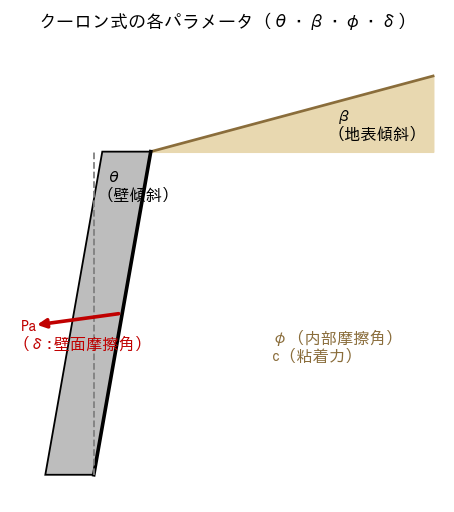 クーロン式の各パラメータ（θ・β・φ・δ）
β
（地表傾斜）
θ
（壁傾斜）
Pa
（δ:壁面摩擦角）
φ（内部摩擦角）
c（粘着力）